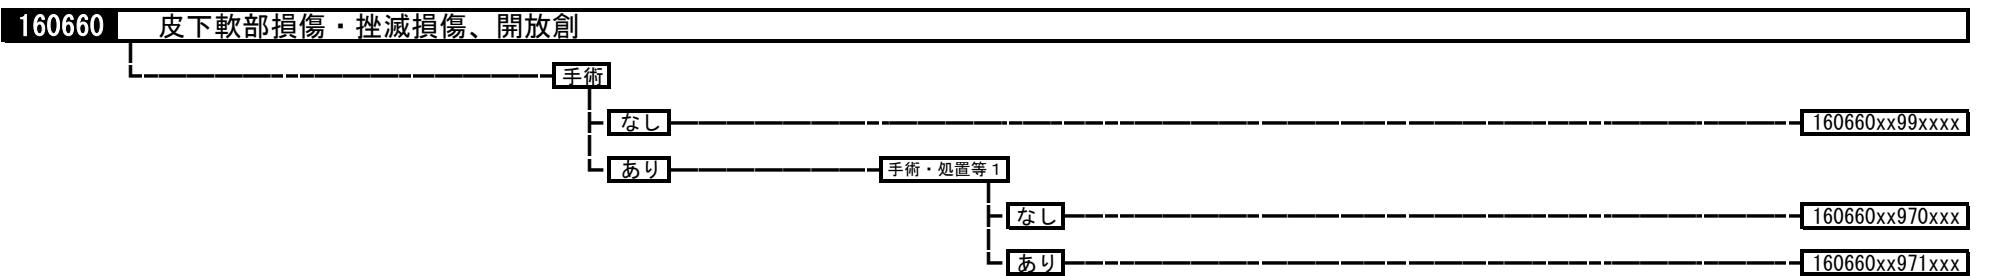 160660 皮下軟部損傷・挫滅損傷、開放創
手術
なし 160660xx99xxxx
あり 手術・処置等1
なし 160660xx970xxx
あり 160660xx971xxx